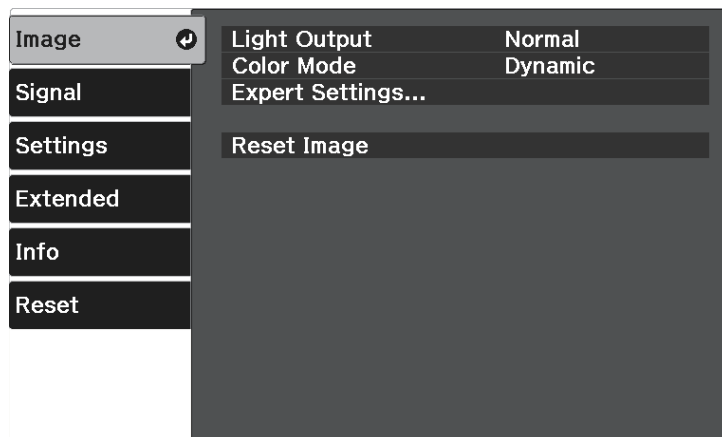 Image
Signal
Settings
Extended
Info
Reset
Light Output Normal
Color Mode Dynamic
Expert Settings...
Reset Image